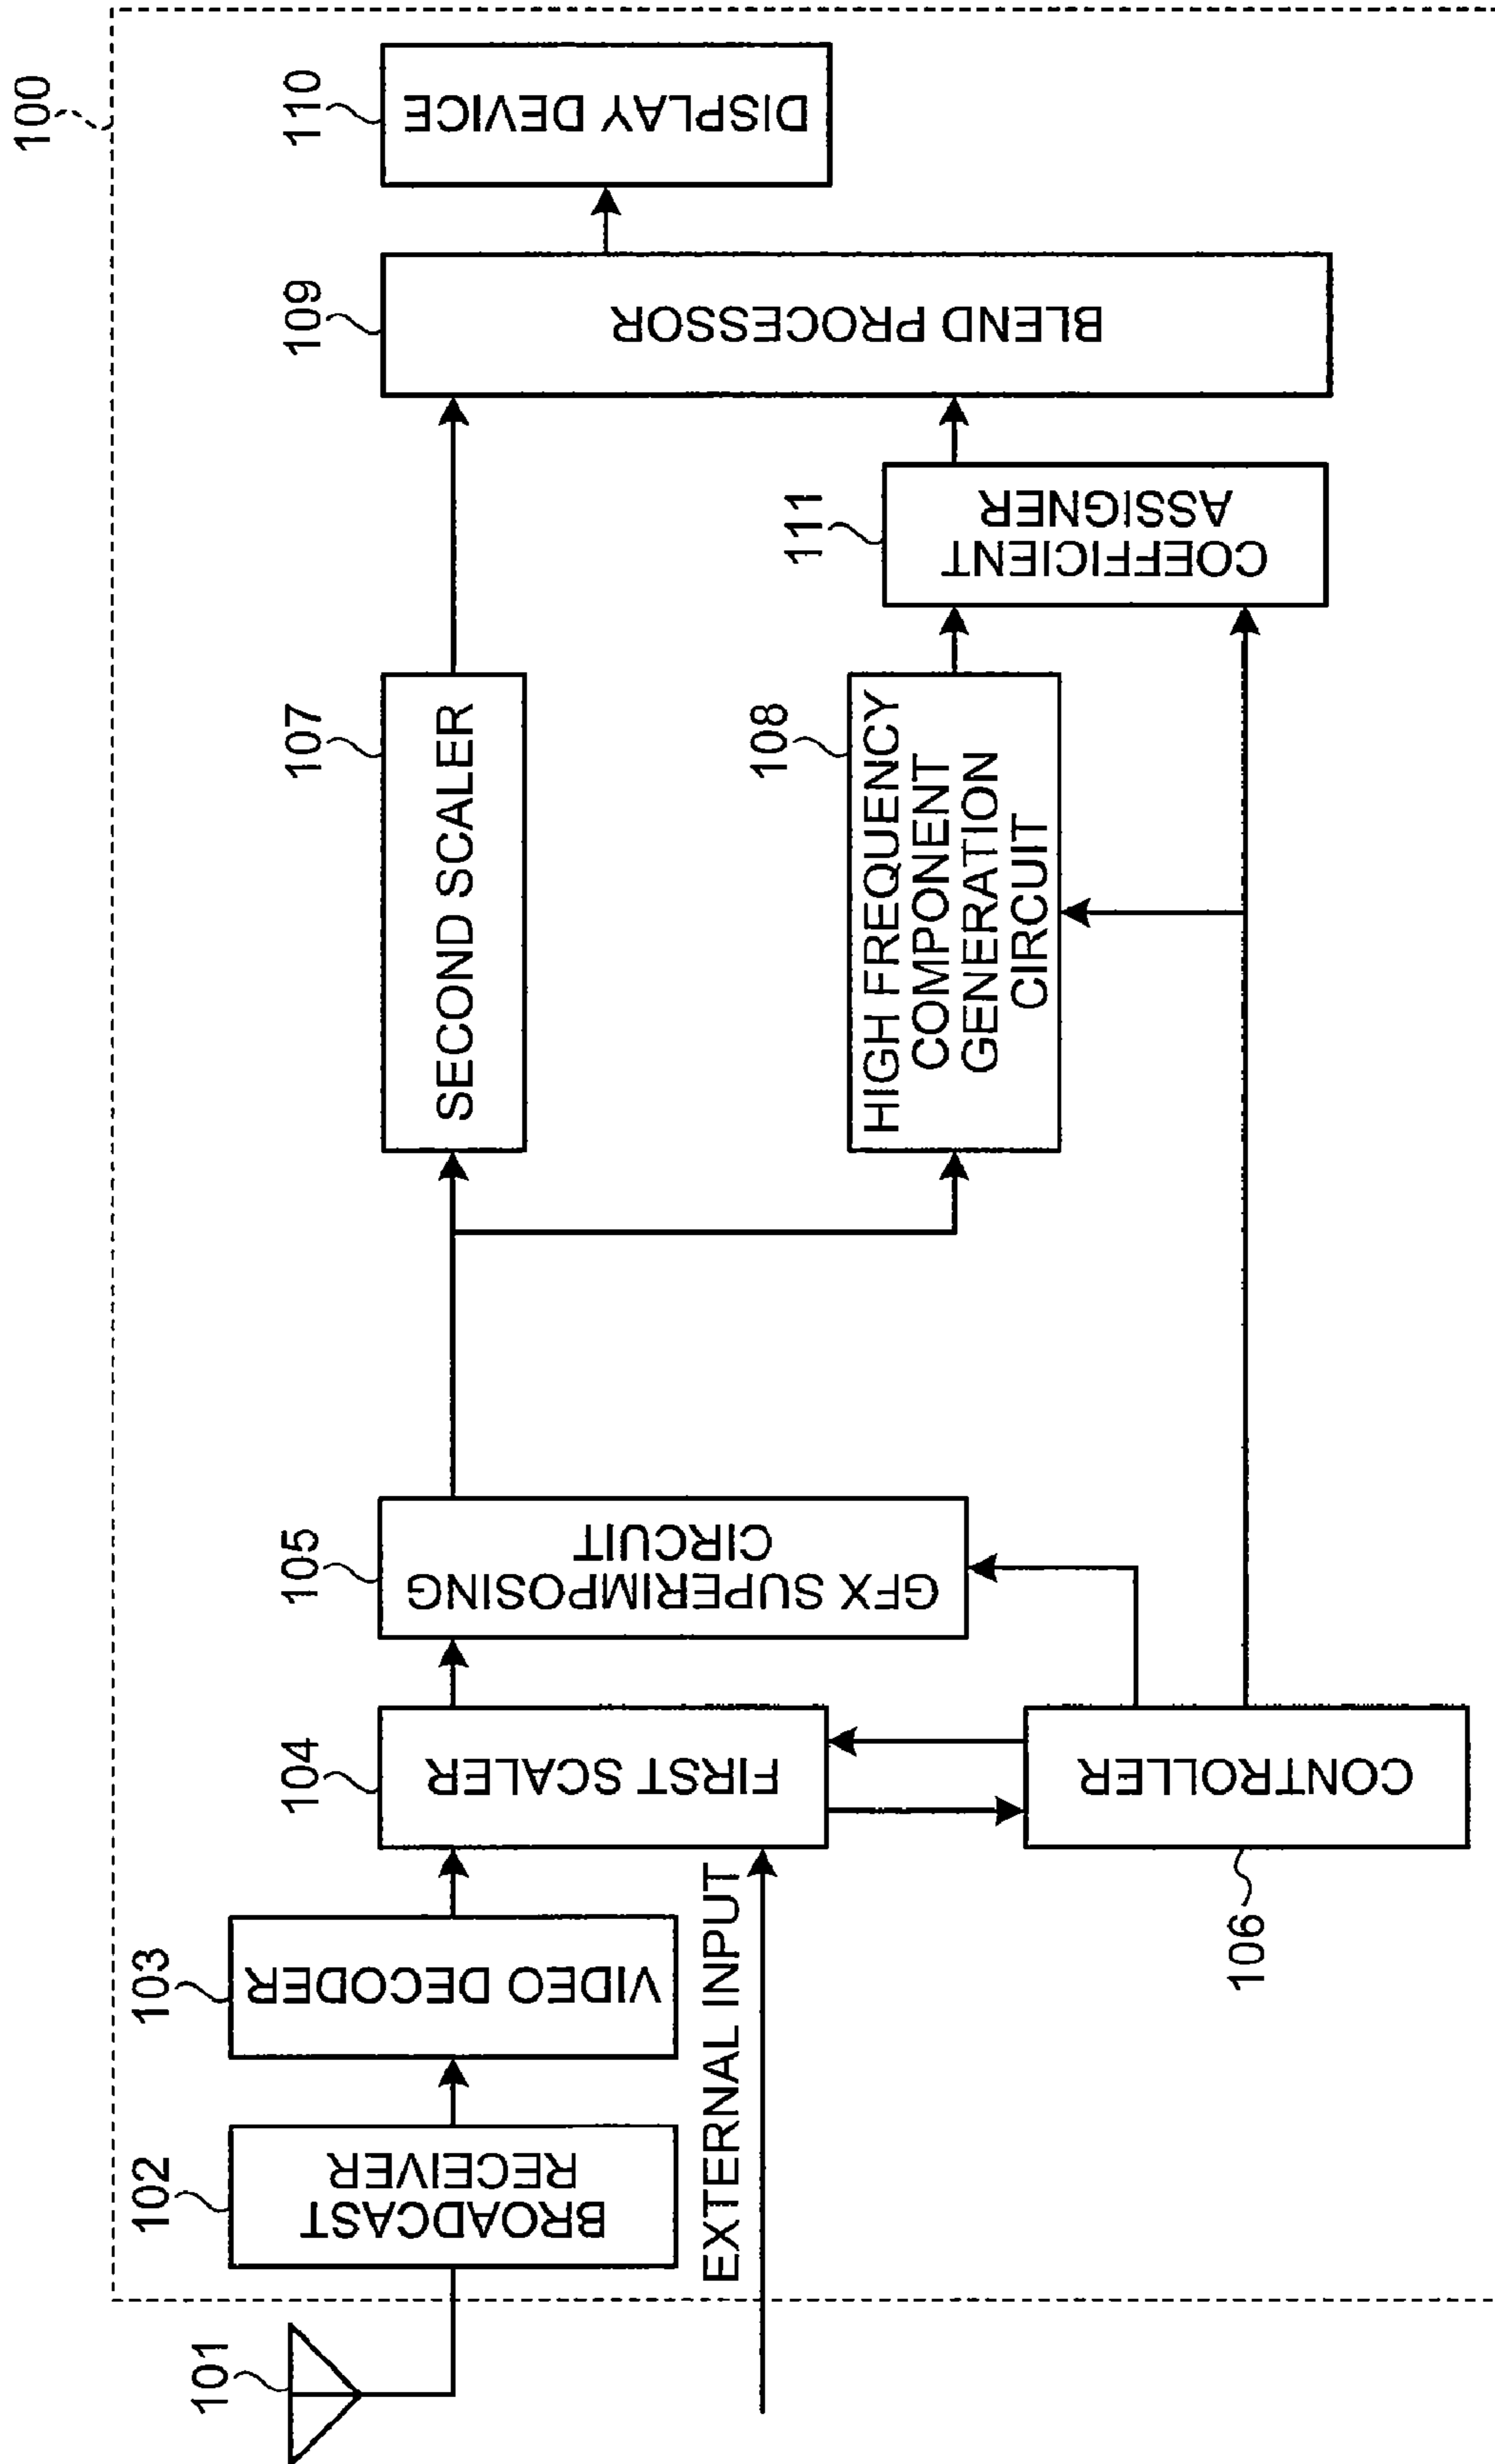 100
101
102
BROADCAST
RECEIVER
103
VIDEO DECODER
EXTERNAL INPUT
104
FIRST SCALER
105
GFX SUPERIMPOSING
CIRCUIT
106
CONTROLLER
107
SECOND SCALER
108
HIGH FREQUENCY
COMPONENT
GENERATION
CIRCUIT
111
COEFFICIENT
ASSIGNER
109
BLEND PROCESSOR
110
DISPLAY DEVICE